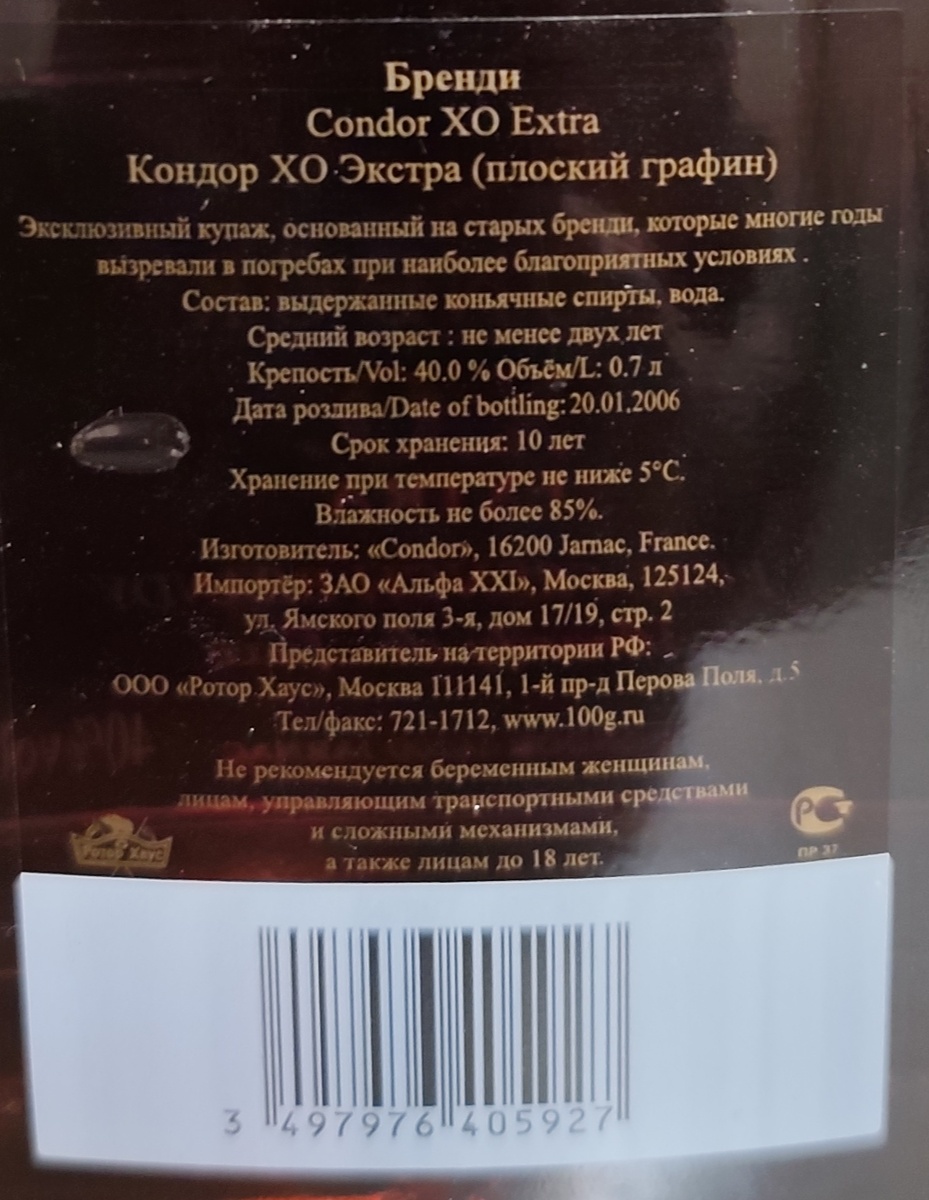 Бренди
Condor XO Extra
Кондор ХО Экстра (плоский графин)
Эксклюзивный купаж, основанный на старых бренди, которые многие годы
вызревали в погребах при наиболее благоприятных условиях .
Состав: выдержанные коньячные спирты, вода.
Средний возраст : не менее двух лет
Крепость/Vol: 40.0 % Объём/L: 0.7 л
Дата розлива/Date of bottling: 20.01.2006
Срок хранения: 10 лет
Хранение при температуре не ниже 5°С.
Влажность не более 85%.
Изготовитель: «Condor», 16200 Jarnac, France.
Импортёр: ЗАО «Альфа XXI», Москва, 125124,
ул. Ямского поля 3-я, дом 17/19, стр. 2
Представитель на территории РФ:
ООО «Ротор Хаус», Москва 111141, 1-й пр-д Перова Поля, д.5
Тел/факс: 721-1712, www.100g.ru
Не рекомендуется беременным женщинам,
лицам, управляющим транспортными средствами
и сложными механизмами,
а также лицам до 18 лет.
Ротор Хаус
РСТ
ПР 37
3 497976 405927